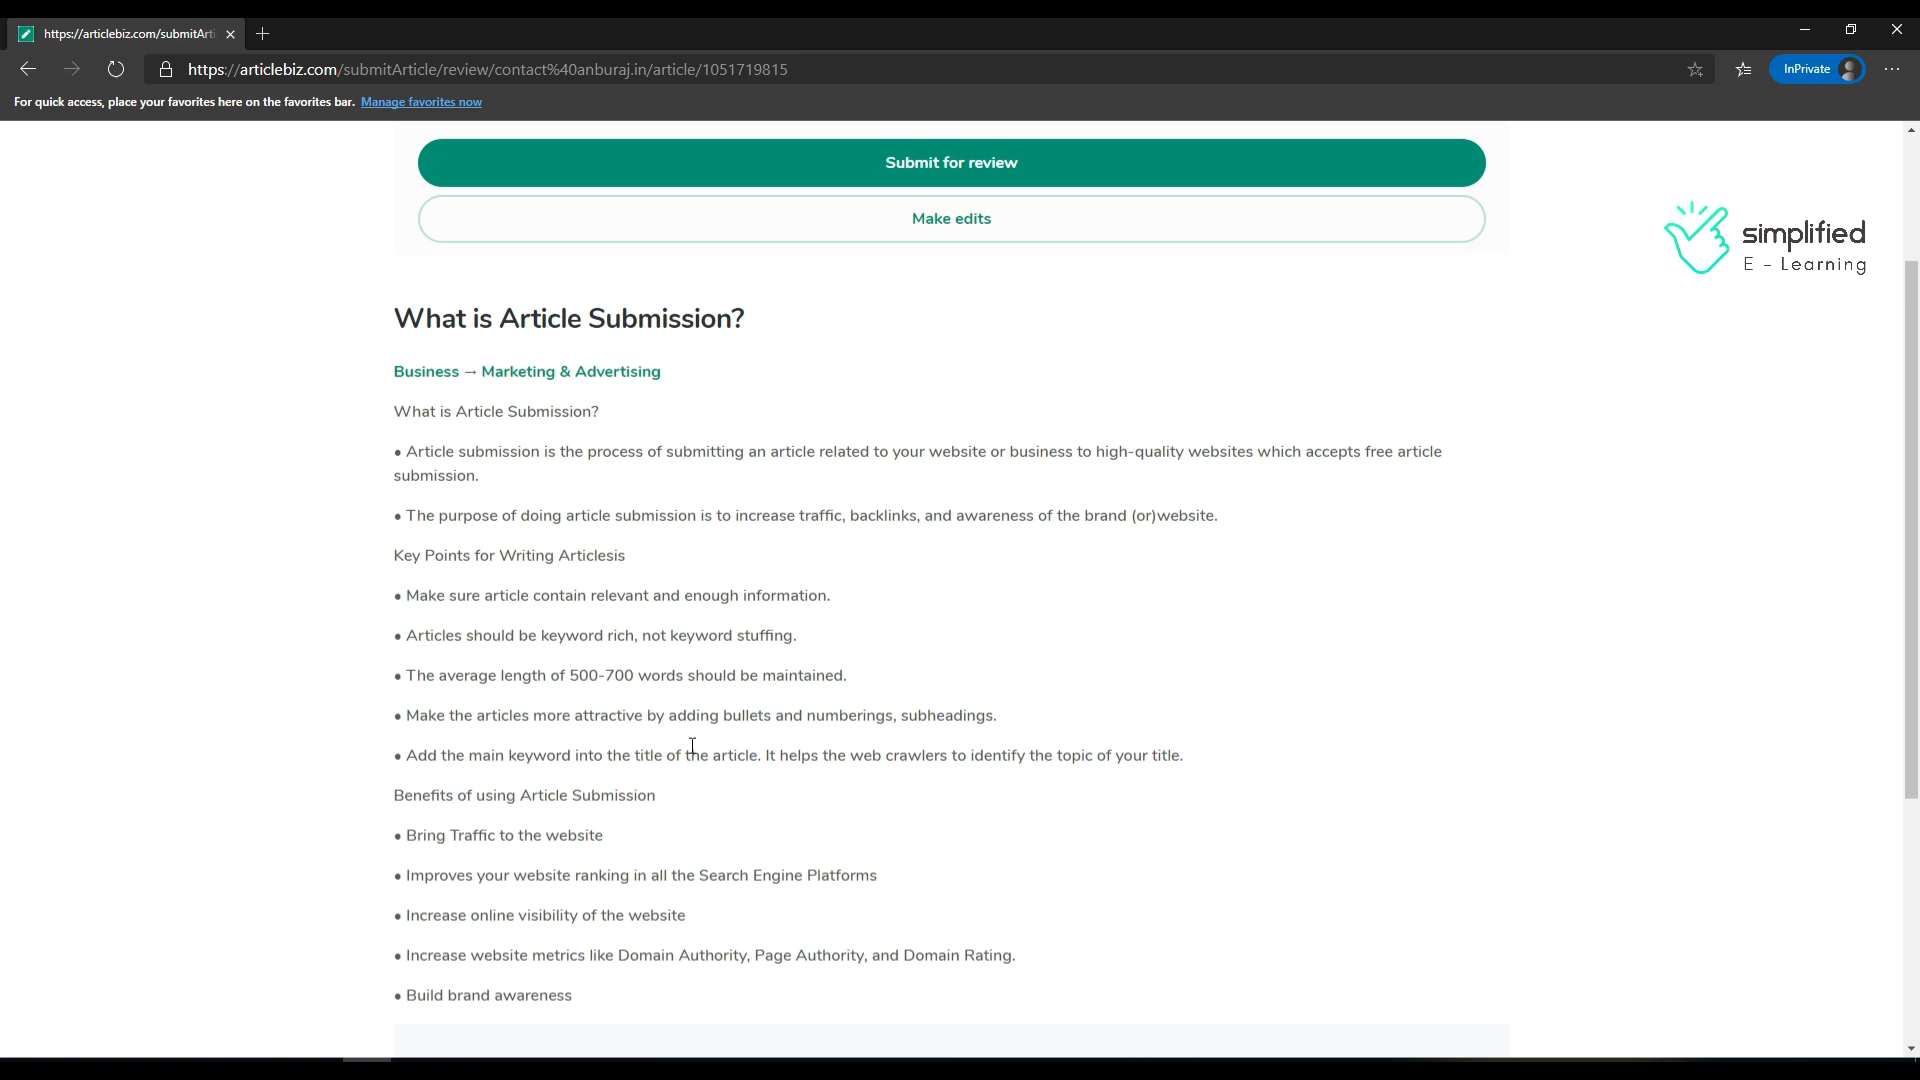 https://articlebiz.com/submitArti
https://articlebiz.com/submitArticle/review/contact%40anburaj.in/article/1051719815
InPrivate
For quick access, place your favorites here on the favorites bar. Manage favorites now
Submit for review
Make edits
simplified
E - Learning
What is Article Submission?
Business → Marketing & Advertising
What is Article Submission?
• Article submission is the process of submitting an article related to your website or business to high-quality websites which accepts free article
submission.
• The purpose of doing article submission is to increase traffic, backlinks, and awareness of the brand (or)website.
Key Points for Writing Articlesis
• Make sure article contain relevant and enough information.
• Articles should be keyword rich, not keyword stuffing.
• The average length of 500-700 words should be maintained.
• Make the articles more attractive by adding bullets and numberings, subheadings.
• Add the main keyword into the title of the article. It helps the web crawlers to identify the topic of your title.
Benefits of using Article Submission
• Bring Traffic to the website
• Improves your website ranking in all the Search Engine Platforms
• Increase online visibility of the website
• Increase website metrics like Domain Authority, Page Authority, and Domain Rating.
• Build brand awareness